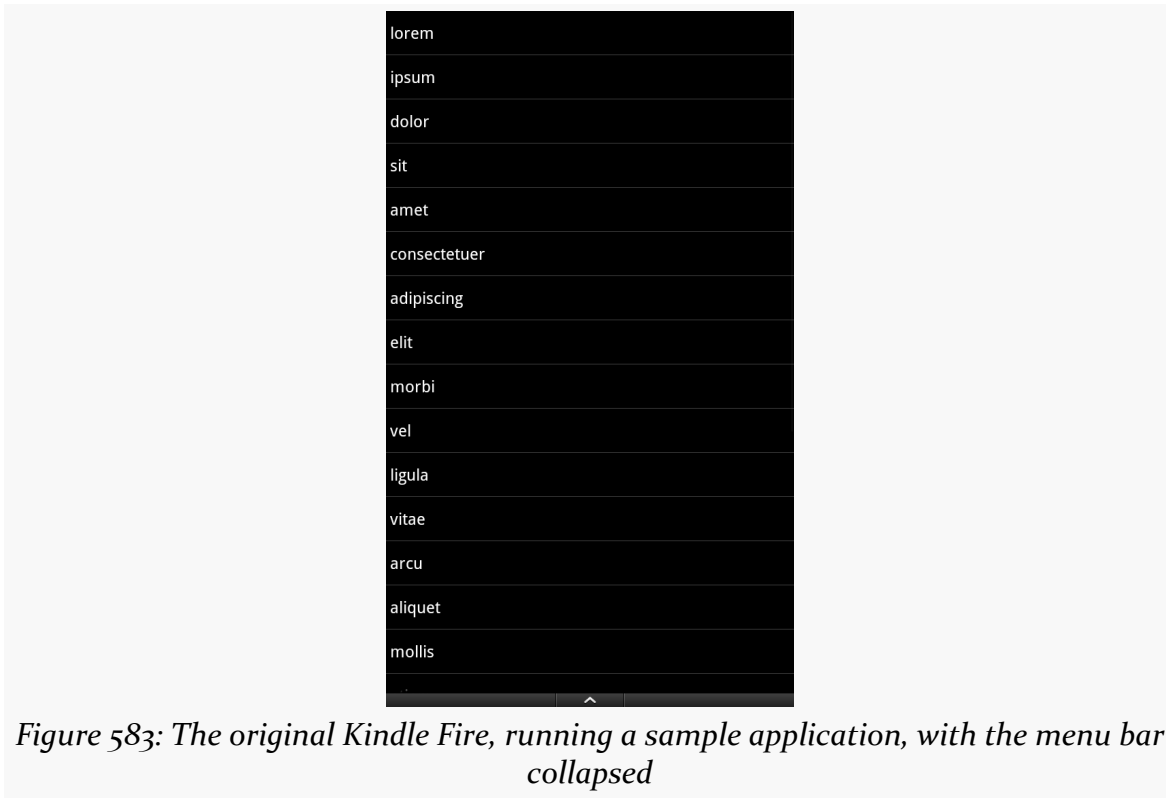 lorem
ipsum
dolor
sit
amet
consectetuer
adipiscing
elit
morbi
vel
ligula
vitae
arcu
aliquet
mollis
Figure 583: The original Kindle Fire, running a sample application, with the menu bar
collapsed